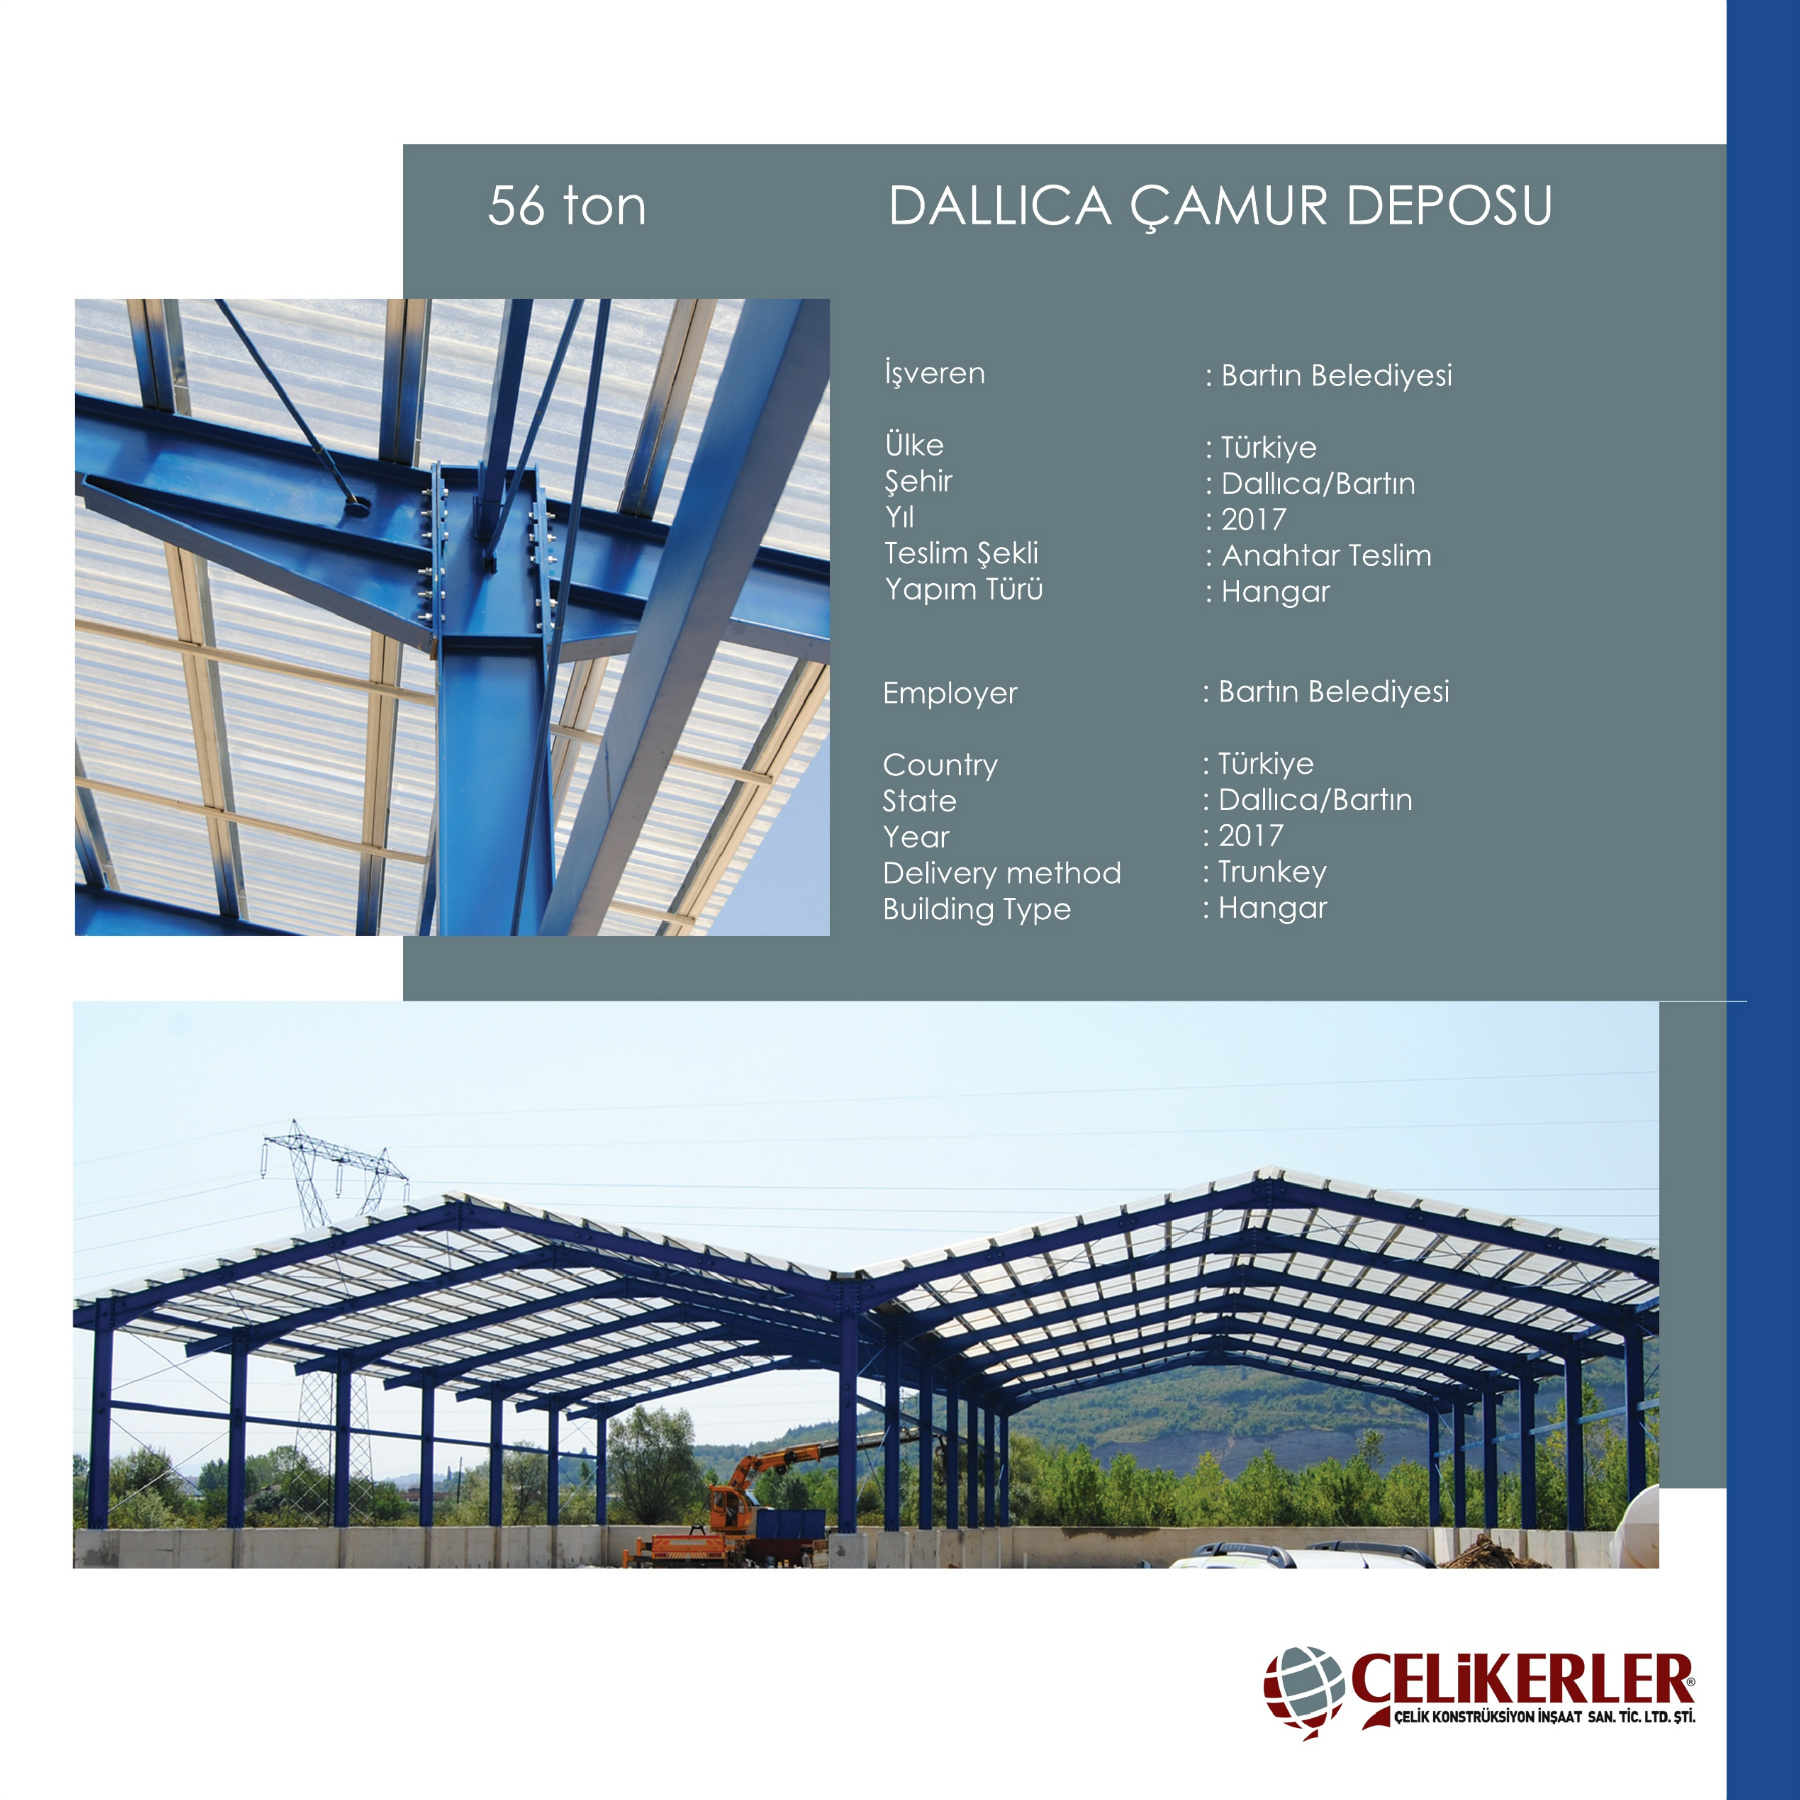 56 ton DALLICA ÇAMUR DEPOSU
İşveren : Bartın Belediyesi
Ülke : Türkiye
Şehir : Dallıca/Bartın
Yıl : 2017
Teslim Şekli : Anahtar Teslim
Yapım Türü : Hangar
Employer : Bartın Belediyesi
Country : Türkiye
State : Dallıca/Bartın
Year : 2017
Delivery method : Trunkey
Building Type : Hangar
ÇELiKERLER®
ÇELİK KONSTRÜKSİYON İNŞAAT SAN. TİC. LTD. ŞTİ.